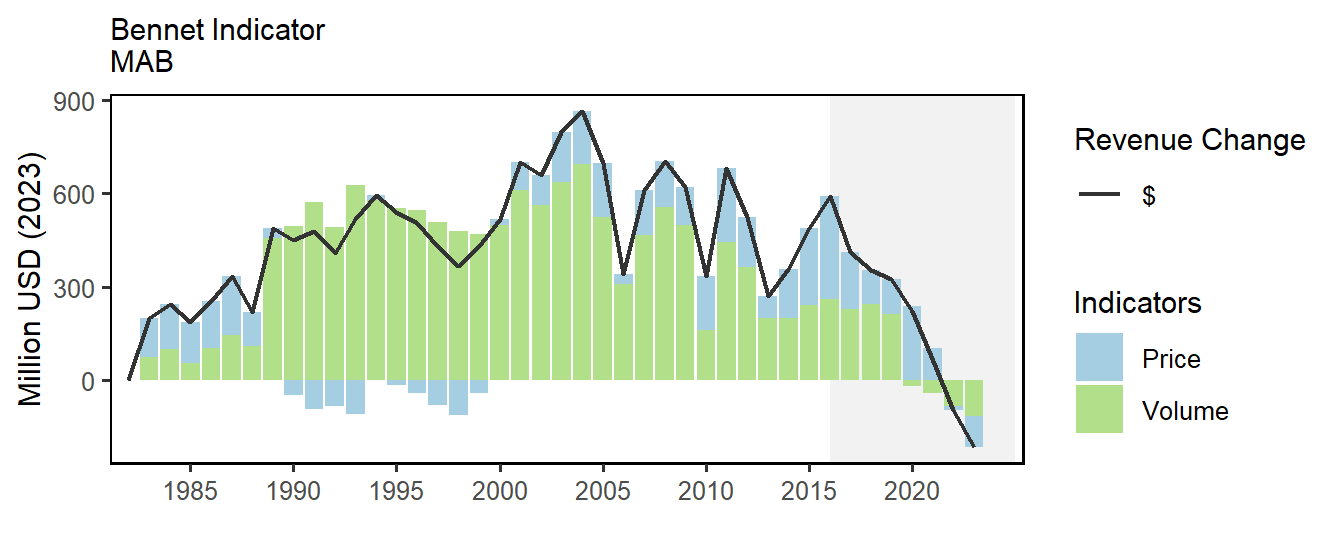 Bennet Indicator
MAB
900
600
300
0
Million USD (2023)
1985 1990 1995 2000 2005 2010 2015 2020
Revenue Change
$
Indicators
Price
Volume